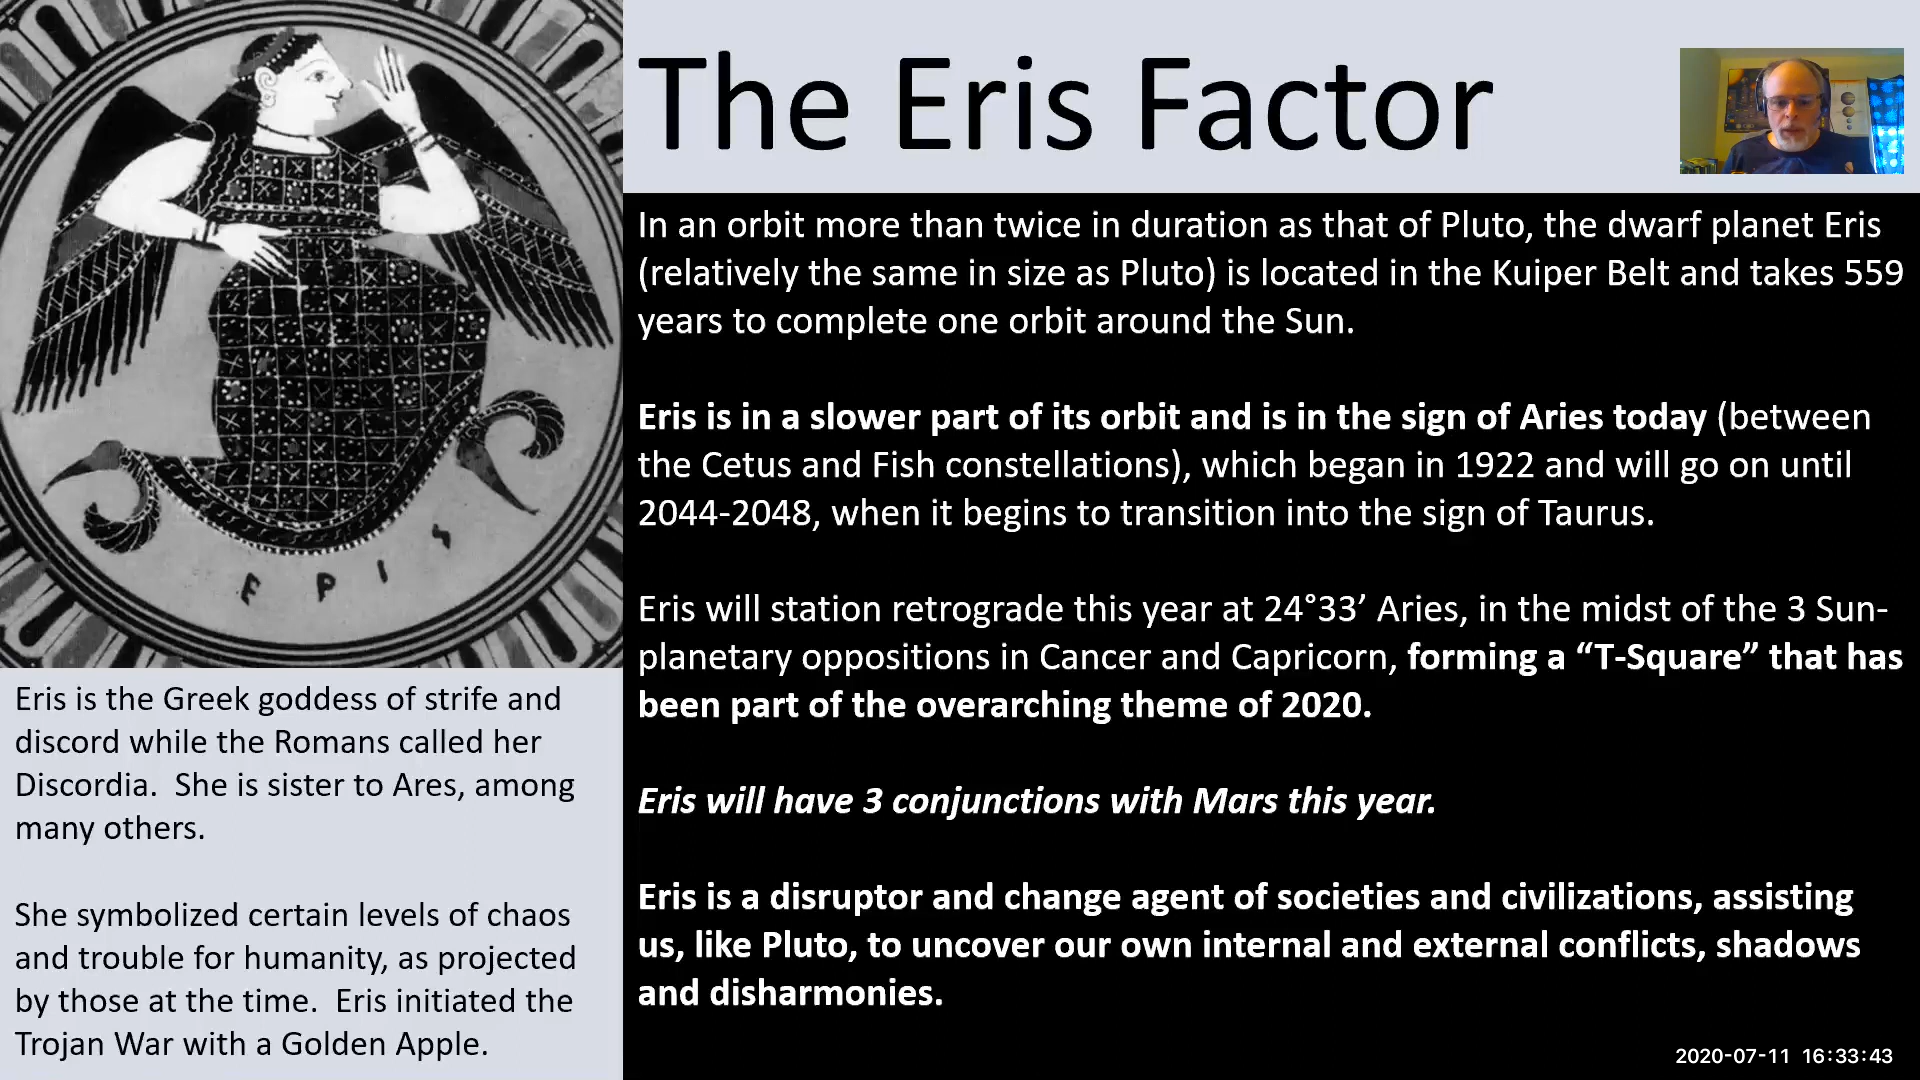 The Eris Factor
In an orbit more than twice in duration as that of Pluto, the dwarf planet Eris
(relatively the same in size as Pluto) is located in the Kuiper Belt and takes 559
years to complete one orbit around the Sun.
Eris is in a slower part of its orbit and is in the sign of Aries today (between
the Cetus and Fish constellations), which began in 1922 and will go on until
2044-2048, when it begins to transition into the sign of Taurus.
Eris will station retrograde this year at 24°33’ Aries, in the midst of the 3 Sun-
planetary oppositions in Cancer and Capricorn, forming a “T-Square” that has
been part of the overarching theme of 2020.
Eris will have 3 conjunctions with Mars this year.
Eris is a disruptor and change agent of societies and civilizations, assisting
us, like Pluto, to uncover our own internal and external conflicts, shadows
and disharmonies.
ΕΡΙϟ
Eris is the Greek goddess of strife and
discord while the Romans called her
Discordia.  She is sister to Ares, among
many others.
She symbolized certain levels of chaos
and trouble for humanity, as projected
by those at the time.  Eris initiated the
Trojan War with a Golden Apple.
2020-07-11 16:33:43